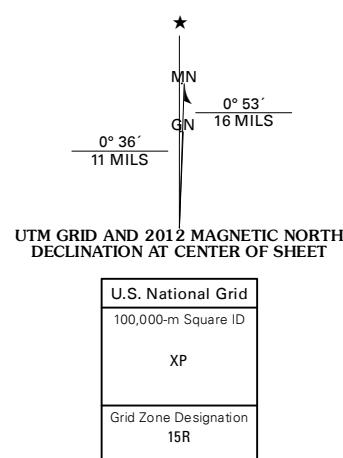 ★
MN
0° 53´
16 MILS
GN
0° 36´
11 MILS
UTM GRID AND 2012 MAGNETIC NORTH
DECLINATION AT CENTER OF SHEET
U.S. National Grid
100,000-m Square ID
XP
Grid Zone Designation
15R